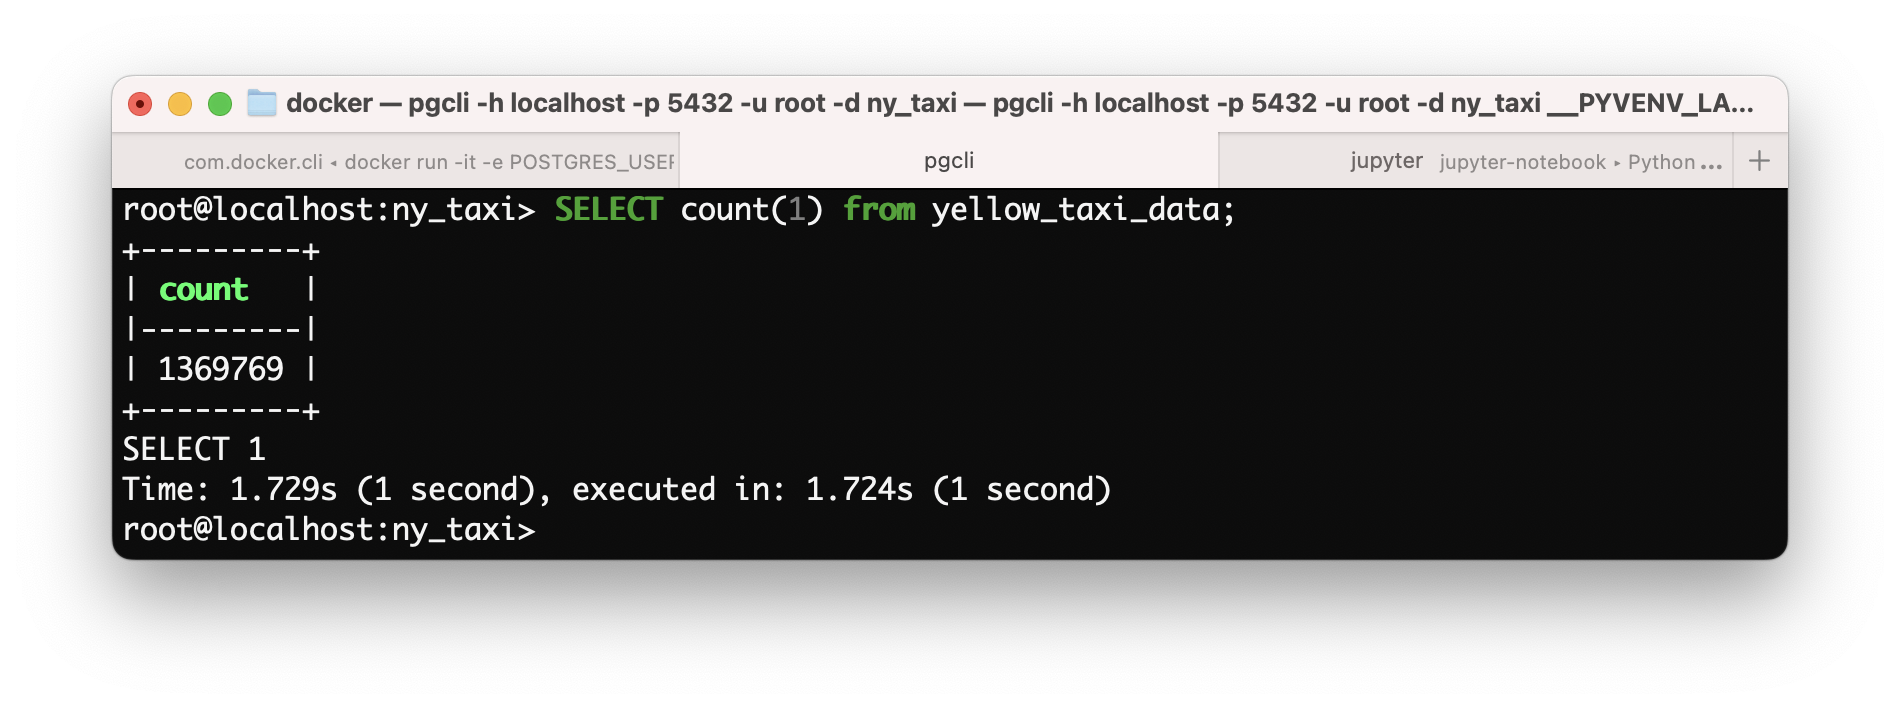 docker — pgcli -h localhost -p 5432 -u root -d ny_taxi — pgcli -h localhost -p 5432 -u root -d ny_taxi __PYVENV_LA...
com.docker.cli ◂ docker run -it -e POSTGRES_USER
pgcli
jupyter jupyter-notebook ▸ Python ...
root@localhost:ny_taxi> SELECT count(1) from yellow_taxi_data;
+---------+
| count   |
|---------|
| 1369769 |
+---------+
SELECT 1
Time: 1.729s (1 second), executed in: 1.724s (1 second)
root@localhost:ny_taxi>